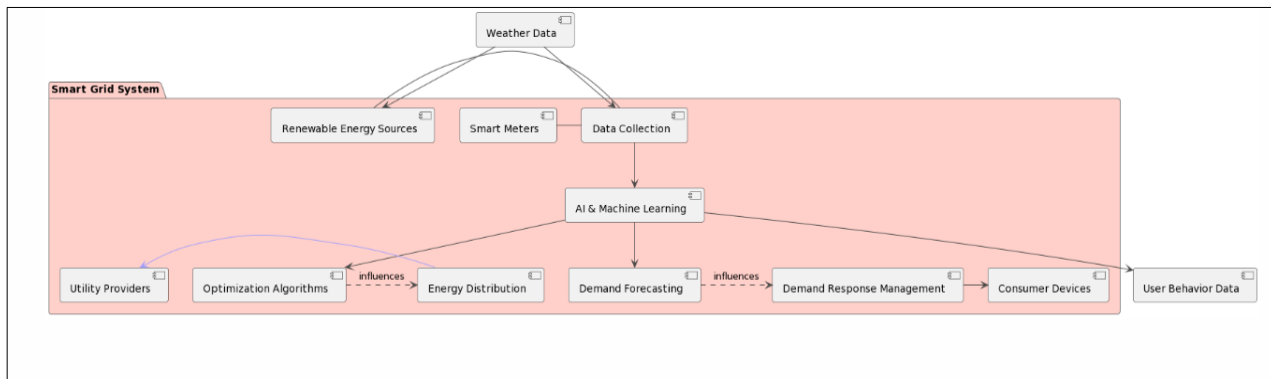 Weather Data
Smart Grid System
Renewable Energy Sources
Smart Meters
Data Collection
AI & Machine Learning
influences
influences
Utility Providers
Optimization Algorithms
Energy Distribution
Demand Forecasting
Demand Response Management
Consumer Devices
User Behavior Data